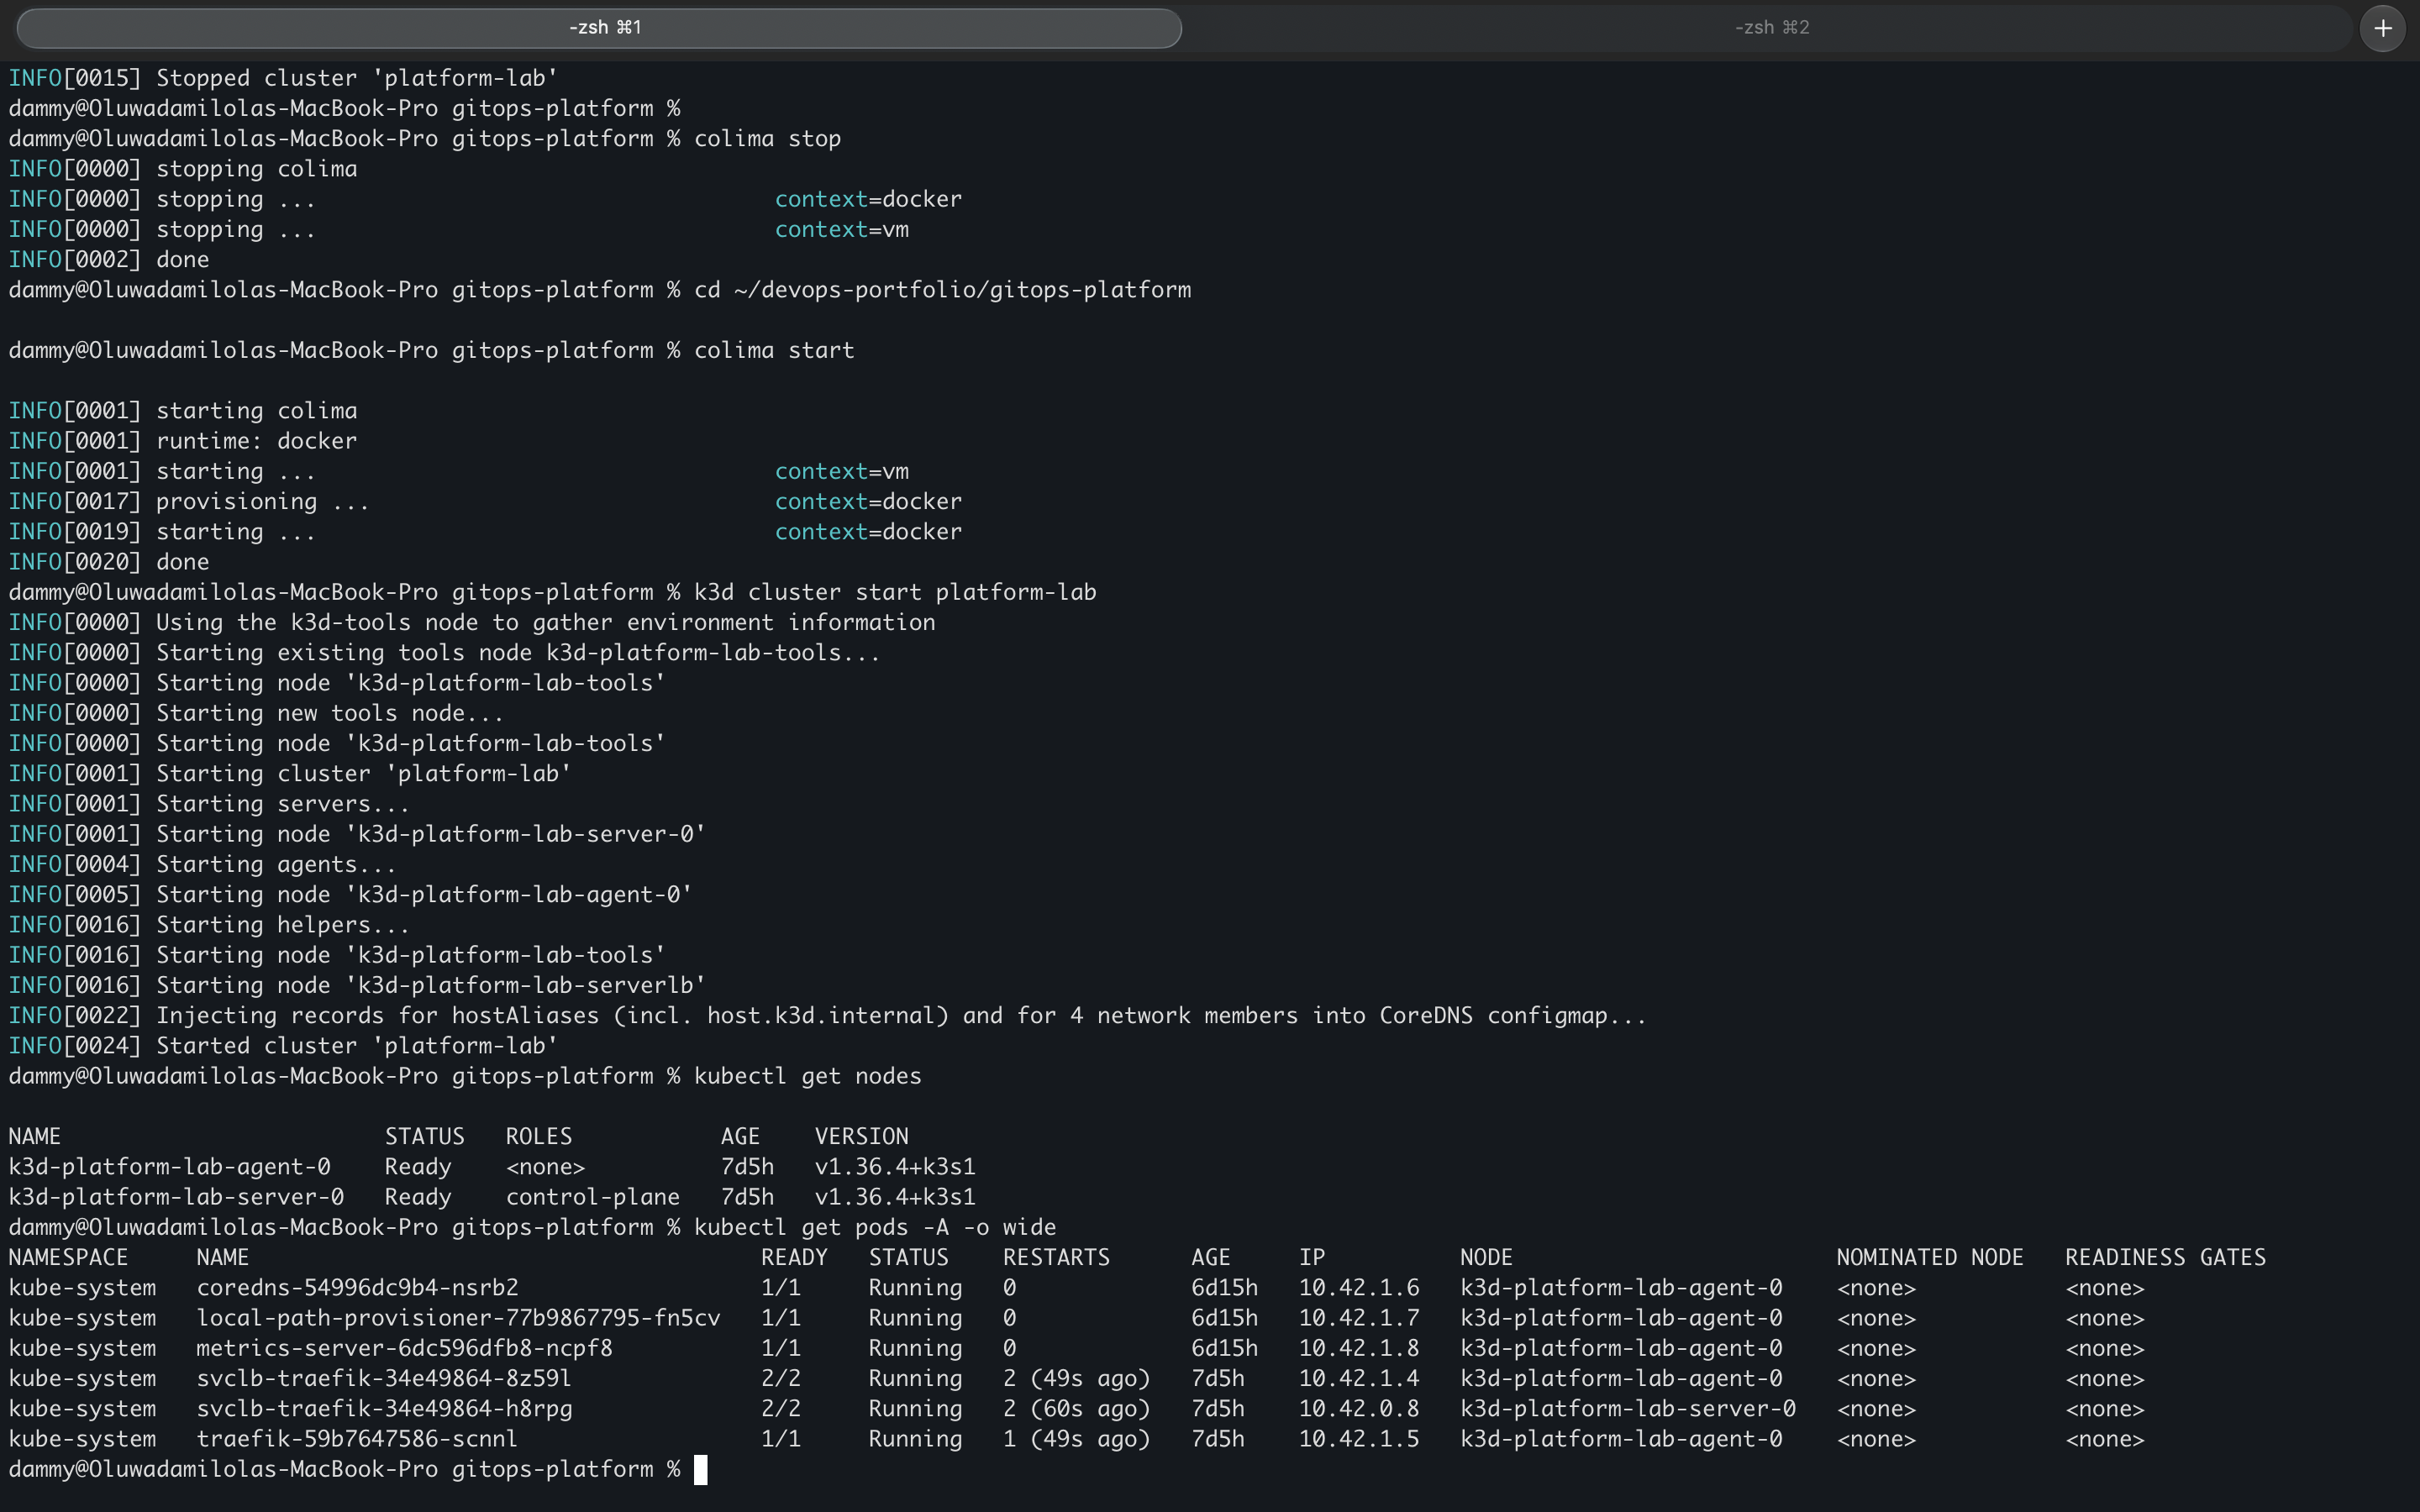 -zsh ⌘1
-zsh ⌘2
+
INFO[0015] Stopped cluster 'platform-lab'
dammy@Oluwadamilolas-MacBook-Pro gitops-platform %
dammy@Oluwadamilolas-MacBook-Pro gitops-platform % colima stop
INFO[0000] stopping colima
INFO[0000] stopping ...                                  context=docker
INFO[0000] stopping ...                                  context=vm
INFO[0002] done
dammy@Oluwadamilolas-MacBook-Pro gitops-platform % cd ~/devops-portfolio/gitops-platform
dammy@Oluwadamilolas-MacBook-Pro gitops-platform % colima start
INFO[0001] starting colima
INFO[0001] runtime: docker
INFO[0001] starting ...                                  context=vm
INFO[0017] provisioning ...                              context=docker
INFO[0019] starting ...                                  context=docker
INFO[0020] done
dammy@Oluwadamilolas-MacBook-Pro gitops-platform % k3d cluster start platform-lab
INFO[0000] Using the k3d-tools node to gather environment information
INFO[0000] Starting existing tools node k3d-platform-lab-tools...
INFO[0000] Starting node 'k3d-platform-lab-tools'
INFO[0000] Starting new tools node...
INFO[0000] Starting node 'k3d-platform-lab-tools'
INFO[0001] Starting cluster 'platform-lab'
INFO[0001] Starting servers...
INFO[0001] Starting node 'k3d-platform-lab-server-0'
INFO[0004] Starting agents...
INFO[0005] Starting node 'k3d-platform-lab-agent-0'
INFO[0016] Starting helpers...
INFO[0016] Starting node 'k3d-platform-lab-tools'
INFO[0016] Starting node 'k3d-platform-lab-serverlb'
INFO[0022] Injecting records for hostAliases (incl. host.k3d.internal) and for 4 network members into CoreDNS configmap...
INFO[0024] Started cluster 'platform-lab'
dammy@Oluwadamilolas-MacBook-Pro gitops-platform % kubectl get nodes
NAME                        STATUS   ROLES           AGE    VERSION
k3d-platform-lab-agent-0    Ready    <none>          7d5h   v1.36.4+k3s1
k3d-platform-lab-server-0   Ready    control-plane   7d5h   v1.36.4+k3s1
dammy@Oluwadamilolas-MacBook-Pro gitops-platform % kubectl get pods -A -o wide
NAMESPACE     NAME                                      READY   STATUS    RESTARTS      AGE     IP          NODE                        NOMINATED NODE   READINESS GATES
kube-system   coredns-54996dc9b4-nsrb2                  1/1     Running   0             6d15h   10.42.1.6   k3d-platform-lab-agent-0    <none>           <none>
kube-system   local-path-provisioner-77b9867795-fn5cv   1/1     Running   0             6d15h   10.42.1.7   k3d-platform-lab-agent-0    <none>           <none>
kube-system   metrics-server-6dc596dfb8-ncpf8           1/1     Running   0             6d15h   10.42.1.8   k3d-platform-lab-agent-0    <none>           <none>
kube-system   svclb-traefik-34e49864-8z59l              2/2     Running   2 (49s ago)   7d5h    10.42.1.4   k3d-platform-lab-agent-0    <none>           <none>
kube-system   svclb-traefik-34e49864-h8rpg              2/2     Running   2 (60s ago)   7d5h    10.42.0.8   k3d-platform-lab-server-0   <none>           <none>
kube-system   traefik-59b7647586-scnnl                  1/1     Running   1 (49s ago)   7d5h    10.42.1.5   k3d-platform-lab-agent-0    <none>           <none>
dammy@Oluwadamilolas-MacBook-Pro gitops-platform %